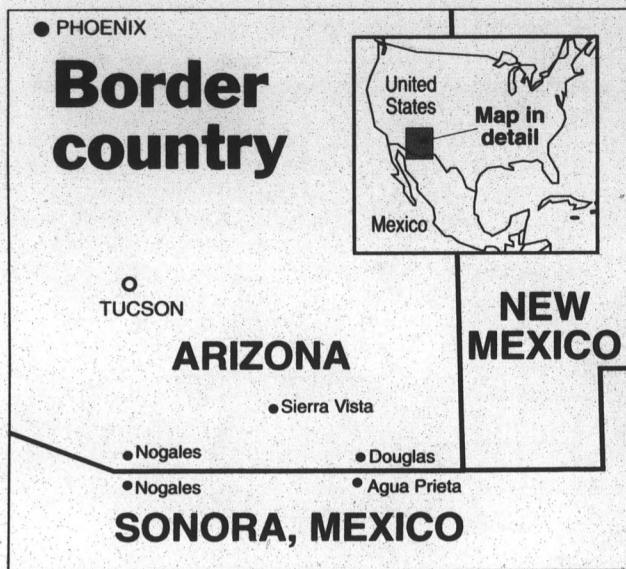 PHOENIX
Border
country
United
States
Map in
detail
Mexico
TUCSON
NEW
MEXICO
ARIZONA
Sierra Vista
Nogales
Douglas
Nogales
Agua Prieta
SONORA, MEXICO